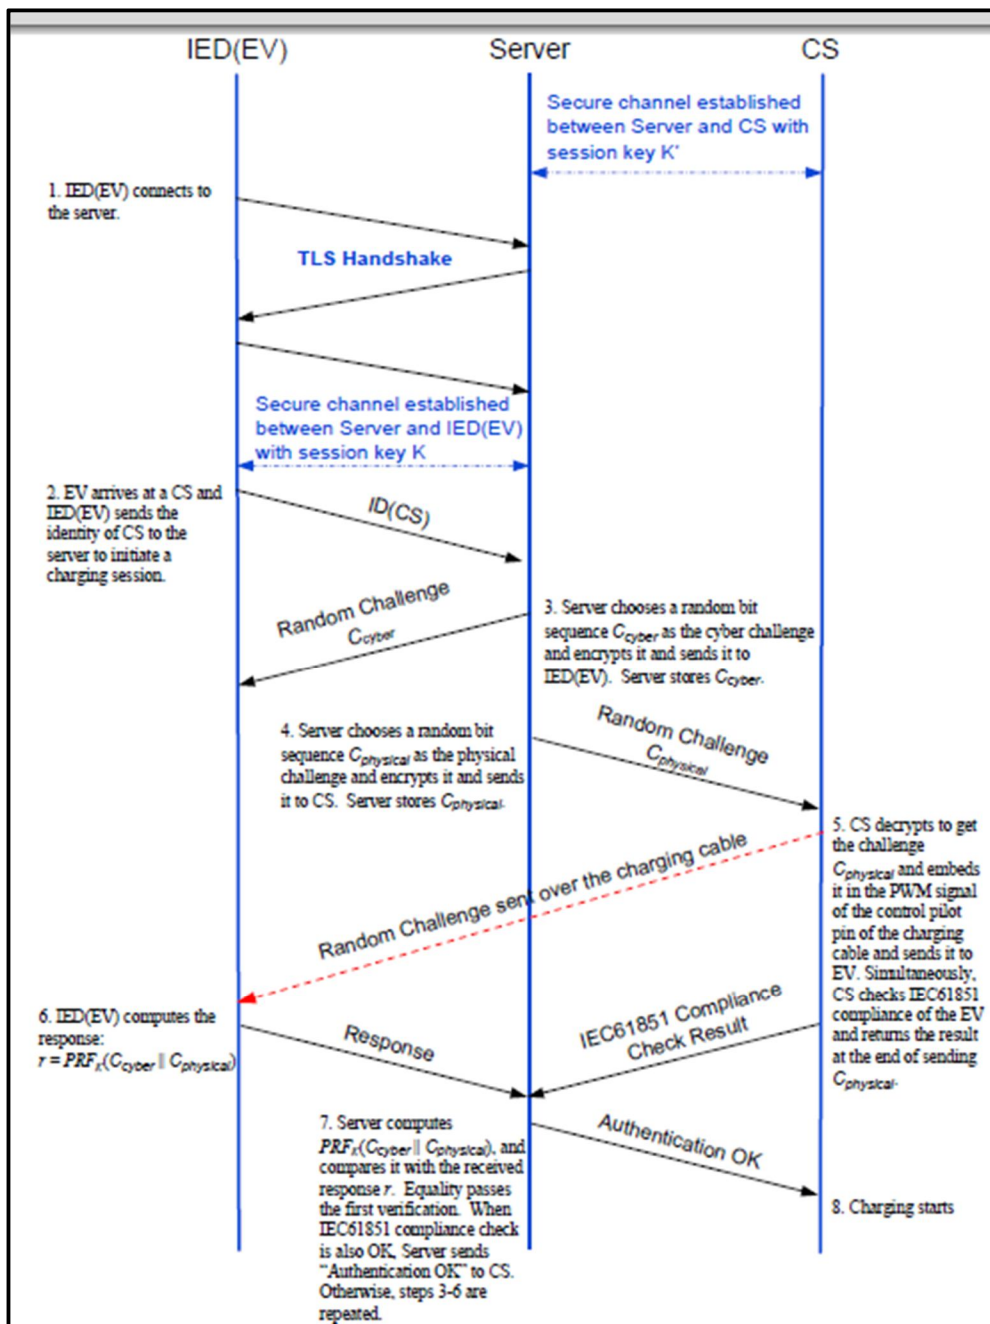 IED(EV)
Server
CS
Secure channel established
between Server and CS with
session key K'
1. IED(EV) connects to
the server.
TLS Handshake
Secure channel established
between Server and IED(EV)
with session key K
2. EV arrives at a CS and
IED(EV) sends the
identity of CS to the
server to initiate a
charging session.
ID(CS)
Random Challenge
Ccyber
3. Server chooses a random bit
sequence Ccyber as the cyber challenge
and encrypts it and sends it to
IED(EV). Server stores Ccyber.
4. Server chooses a random bit
sequence Cphysical as the physical
challenge and encrypts it and sends
it to CS. Server stores Cphysical.
Random Challenge
Cphysical
5. CS decrypts to get
the challenge
Cphysical and embeds
it in the PWM signal
of the control pilot
pin of the charging
cable and sends it to
EV. Simultaneously,
CS checks IEC61851
compliance of the EV
and returns the result
at the end of sending
Cphysical.
Random Challenge sent over the charging cable
6. IED(EV) computes the
response:
r = PRFK(Ccyber || Cphysical)
Response
IEC61851 Compliance
Check Result
7. Server computes
PRFK(Ccyber || Cphysical), and
compares it with the received
response r. Equality passes
the first verification. When
IEC61851 compliance check
is also OK, Server sends
"Authentication OK" to CS.
Otherwise, steps 3-6 are
repeated.
Authentication OK
8. Charging starts